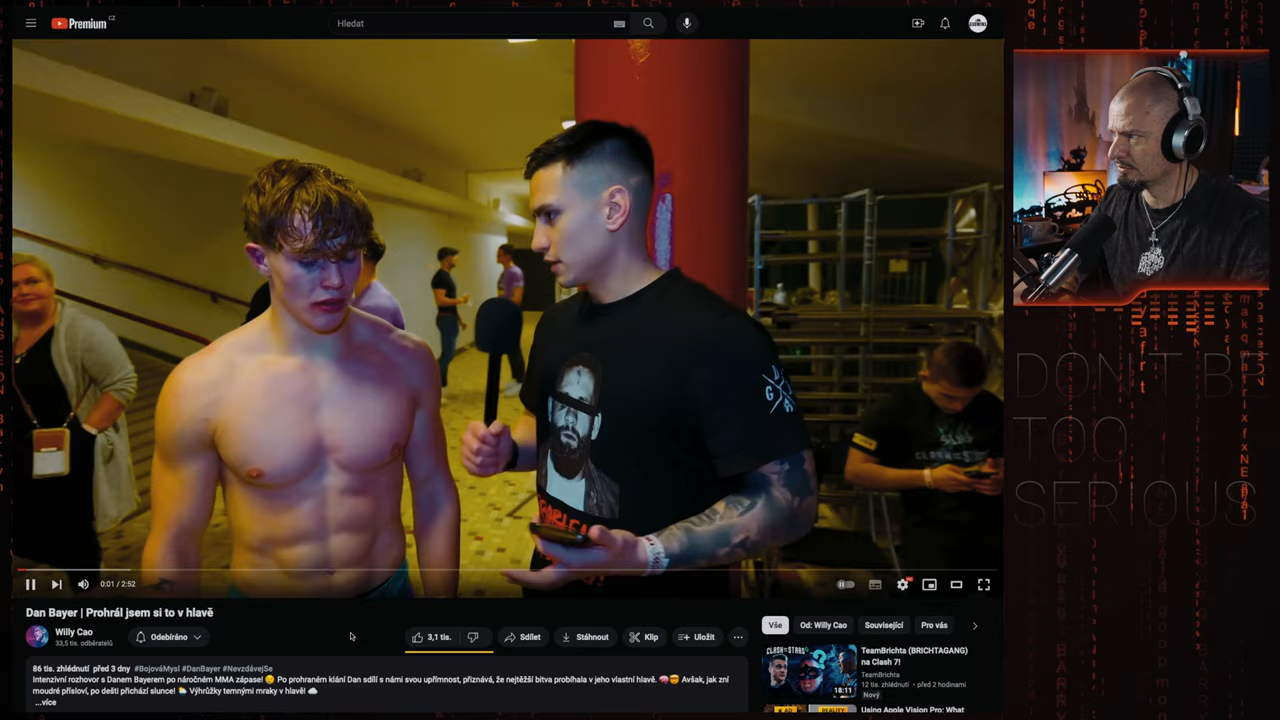 Premium CZ
Hledat
0:01 / 2:52
Dan Bayer | Prohrál jsem si to v hlavě
Willy Cao
33,5 tis. odběratelů
Odebíráno
3,1 tis.
Sdílet
Stáhnout
Klip
Uložit
86 tis. zhlédnutí před 3 dny #BojováMysl #DanBayer #NevzdávejSe
Intenzivní rozhovor s Danem Bayerem po náročném MMA zápase! 😢 Po prohraném klání Dan sdílí s námi svou upřímnost, přiznává, že nejtěžší bitva probíhala v jeho vlastní hlavě. 🧠🤯 Avšak, jak zní
moudré přísloví, po dešti přichází slunce! 🌤 Výhrůžky temnými mraky v hlavě! ☁️
...více
Vše
Od: Willy Cao
Související
Pro vás
CLASH OF THE STARS
18:11
TeamBrichta (BRICHTAGANG)
na Clash 7!
TeamBrichta
12 tis. zhlédnutí • před 2 hodinami
Nový
Using Apple Vision Pro: What
DON'T BE
TOO
SERIOUS